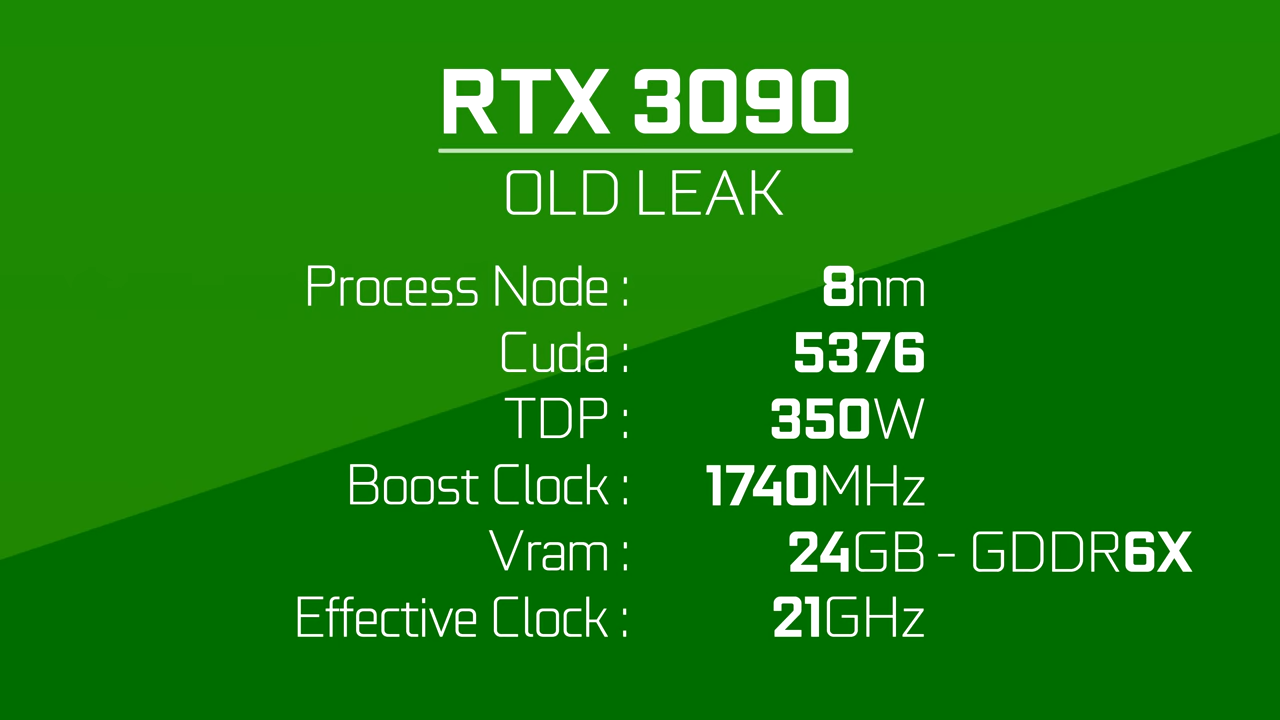 RTX 3090
OLD LEAK
Process Node : 8nm
Cuda : 5376
TDP : 350W
Boost Clock : 1740MHz
Vram : 24GB - GDDR6X
Effective Clock : 21GHz